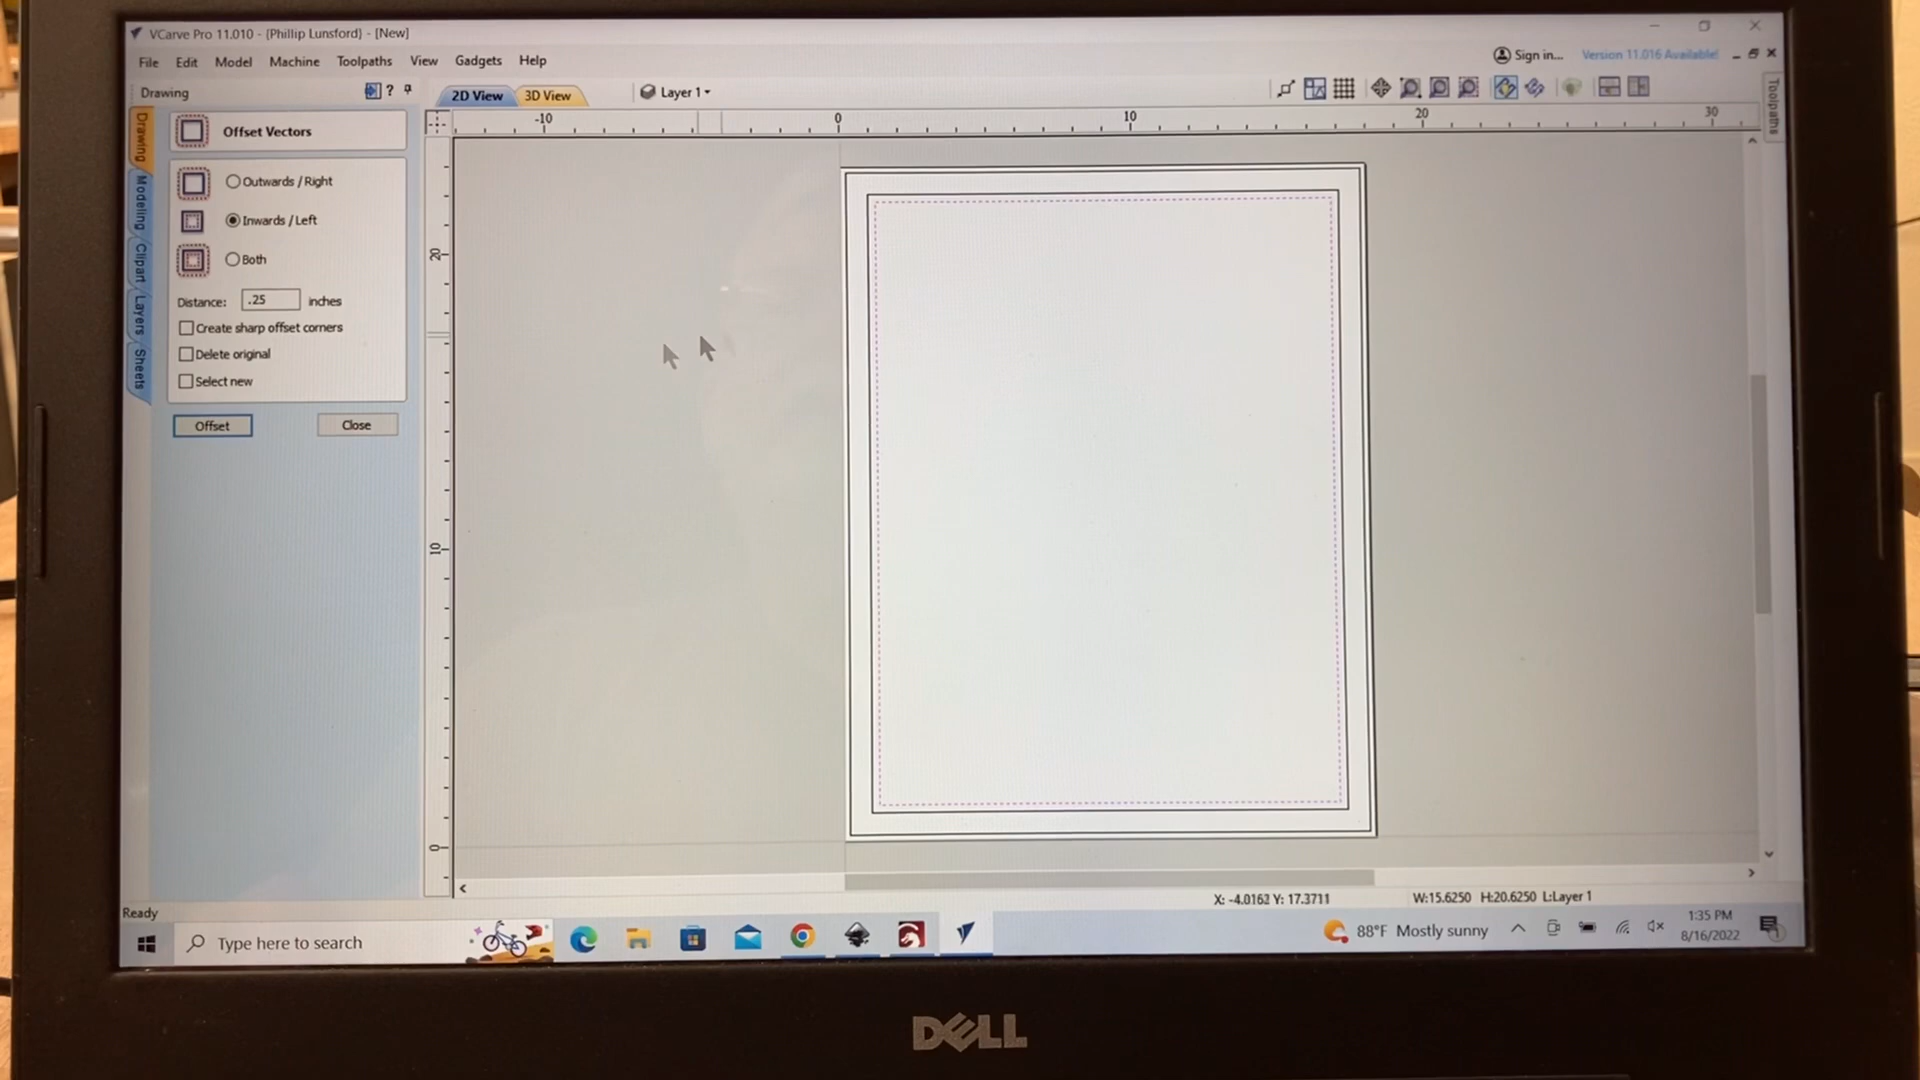 VCarve Pro 11.010 - {Phillip Lunsford} - [New]
File Edit Model Machine Toolpaths View Gadgets Help
Sign in... Version 11.016 Available!
Drawing ?
2D View 3D View Layer 1
Offset Vectors
-10 0 10 20 30
Outwards / Right
Inwards / Left
Both
Distance: .25 inches
Create sharp offset corners
Delete original
Select new
Offset Close
Drawing
Modeling
Clipart
Layers
Sheets
20
10
0
Toolpaths
X: -4.0162 Y: 17.3711 W:15.6250 H:20.6250 L:Layer 1
Ready
Type here to search
88°F Mostly sunny
1:35 PM
8/16/2022
1
DELL